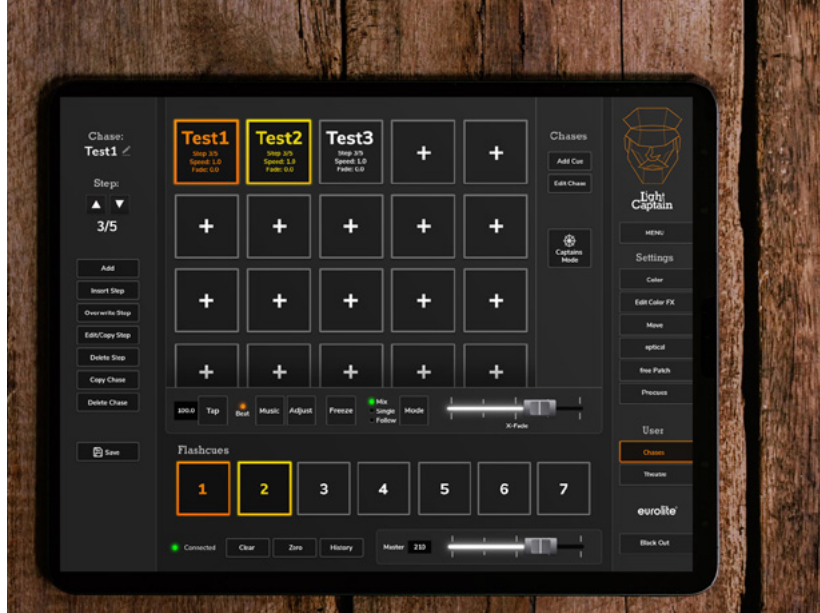 Chase:
Test1
Step:
3/5
Add
Insert Step
Overwrite Step
Edit/Copy Step
Delete Step
Copy Chase
Delete Chase
Save
Test1
Step 3/5
Speed: 1.0
Fade: 0.0
Test2
Step 3/5
Speed: 1.0
Fade: 0.0
Test3
Step 3/5
Speed: 1.0
Fade: 0.0
100.0
Tap
Beat
Music
Adjust
Freeze
Mix
Single
Follow
Mode
X-Fade
Flashcues
1
2
3
4
5
6
7
Connected
Clear
Zero
History
Master
210
Chases
Add Cue
Edit Chase
Captains
Mode
Light
Captain
MENU
Settings
Color
Edit Color FX
Move
optical
free Patch
Precues
User
Chases
Theatre
eurolite
Black Out